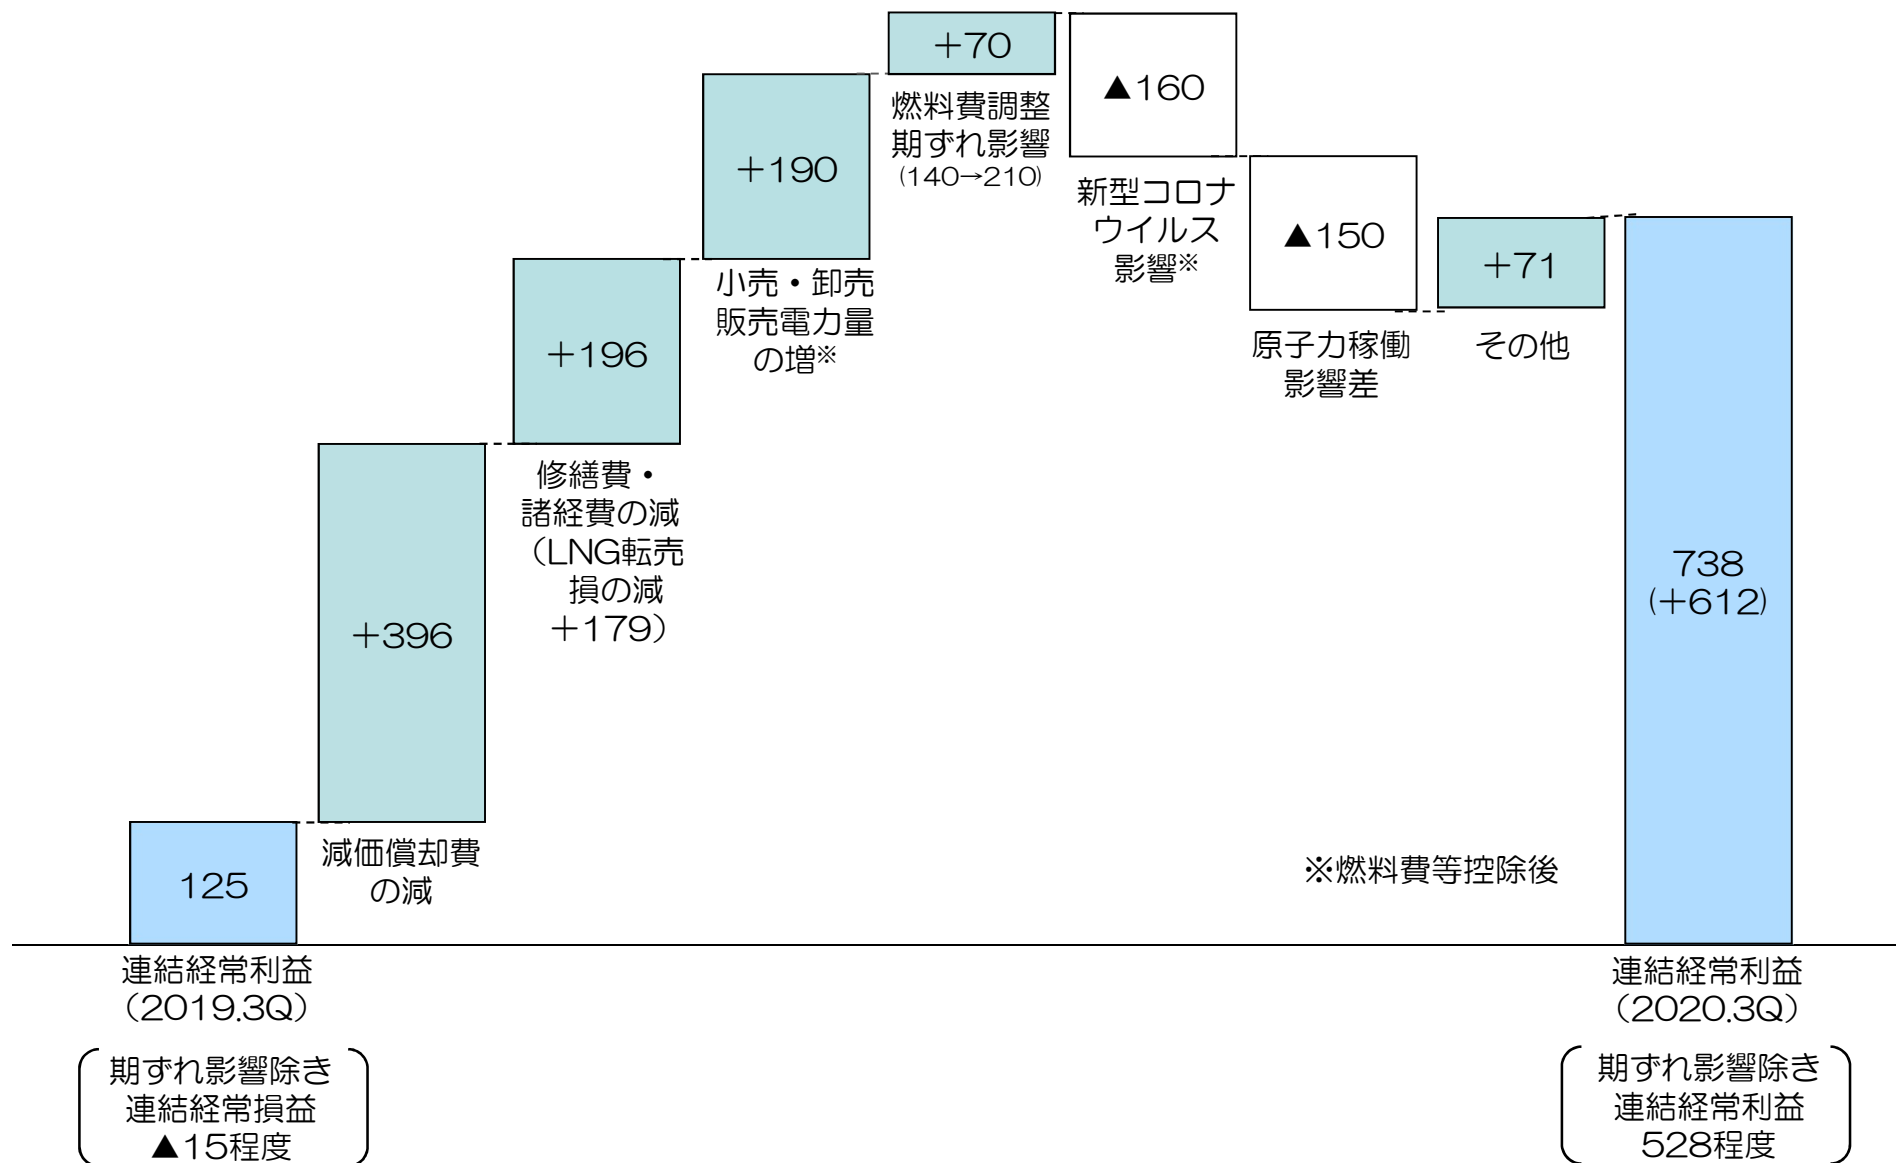 125
連結経常利益
（2019.3Q）
期ずれ影響除き
連結経常損益
▲15程度
+396
減価償却費
の減
+196
修繕費・
諸経費の減
（LNG転売
損の減
+179）
+190
小売・卸売
販売電力量
の増※
+70
燃料費調整
期ずれ影響
(140→210)
▲160
新型コロナ
ウイルス
影響※
▲150
原子力稼働
影響差
+71
その他
※燃料費等控除後
738
(+612)
連結経常利益
（2020.3Q）
期ずれ影響除き
連結経常利益
528程度